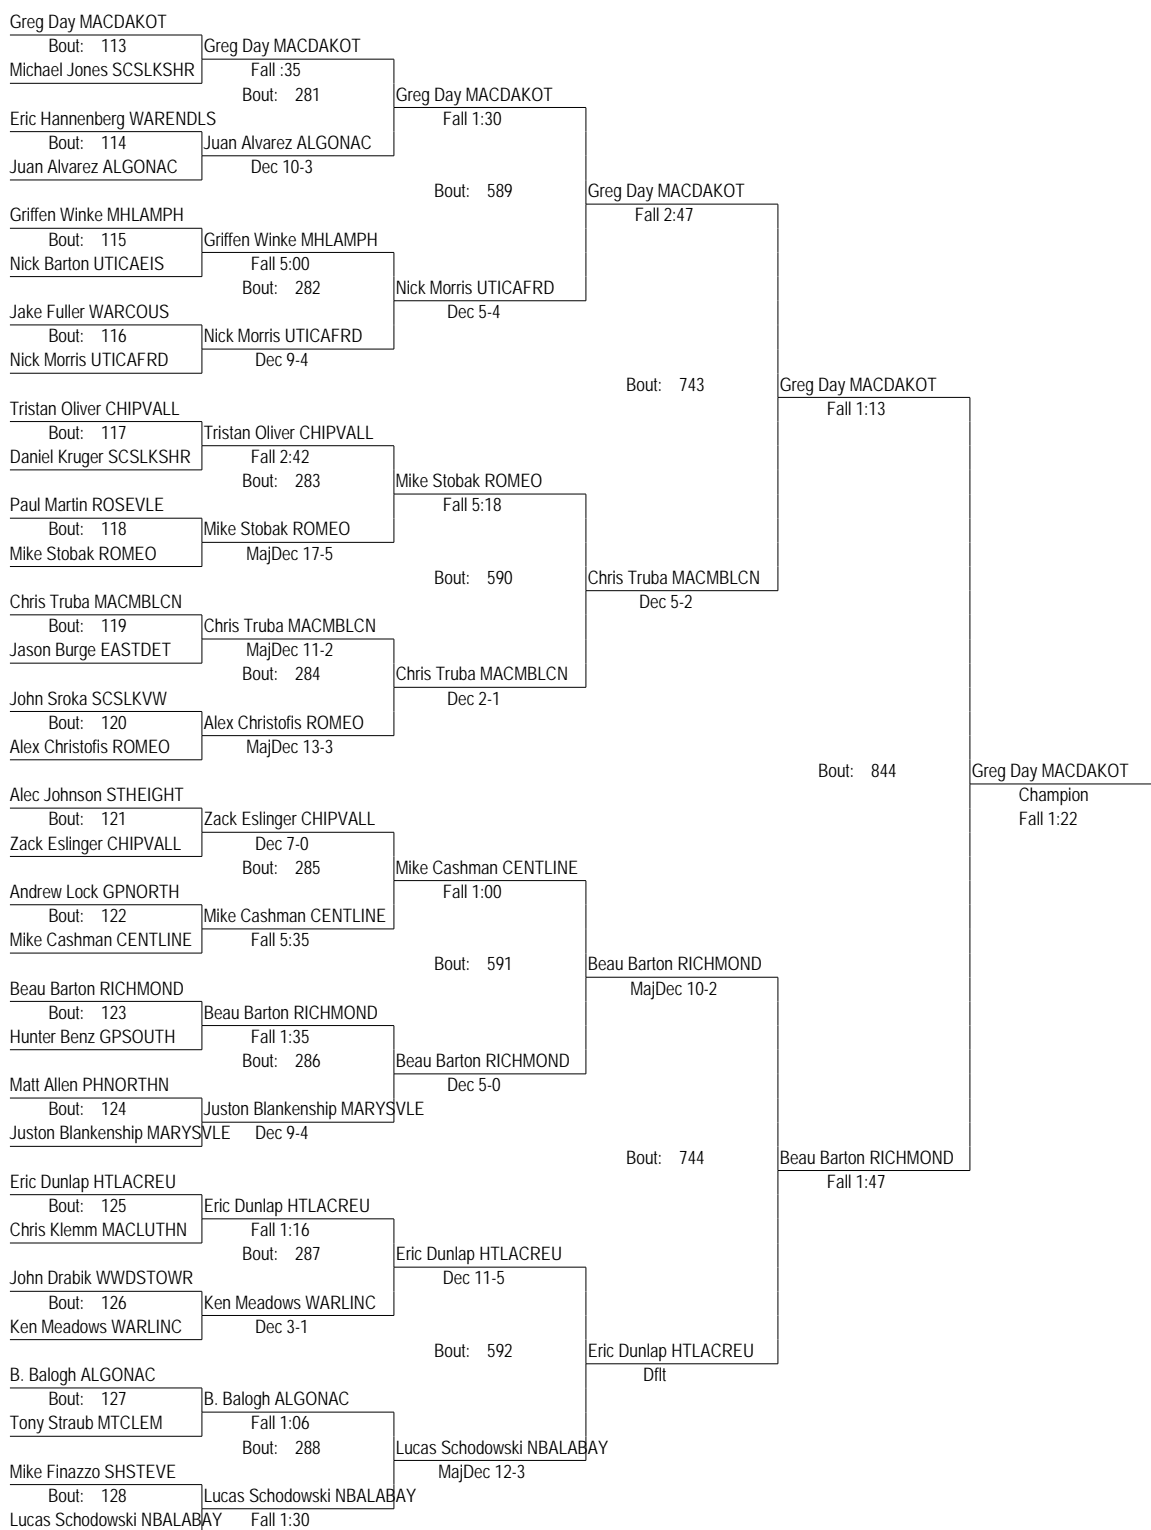 Greg Day MACDAKOT
Bout: 113
Greg Day MACDAKOT
Michael Jones SCSLKSHR
Fall :35
Bout: 281
Greg Day MACDAKOT
Eric Hannenberg WARENDLS
Fall 1:30
Bout: 114
Juan Alvarez ALGONAC
Juan Alvarez ALGONAC
Dec 10-3
Bout: 589
Greg Day MACDAKOT
Griffen Winke MHLAMPH
Fall 2:47
Bout: 115
Griffen Winke MHLAMPH
Nick Barton UTICAEIS
Fall 5:00
Bout: 282
Nick Morris UTICAFRD
Jake Fuller WARCOUS
Dec 5-4
Bout: 116
Nick Morris UTICAFRD
Nick Morris UTICAFRD
Dec 9-4
Bout: 743
Greg Day MACDAKOT
Tristan Oliver CHIPVALL
Fall 1:13
Bout: 117
Tristan Oliver CHIPVALL
Daniel Kruger SCSLKSHR
Fall 2:42
Bout: 283
Mike Stobak ROMEO
Paul Martin ROSEVLE
Fall 5:18
Bout: 118
Mike Stobak ROMEO
Mike Stobak ROMEO
MajDec 17-5
Bout: 590
Chris Truba MACMBLCN
Chris Truba MACMBLCN
Dec 5-2
Bout: 119
Chris Truba MACMBLCN
Jason Burge EASTDET
MajDec 11-2
Bout: 284
Chris Truba MACMBLCN
John Sroka SCSLKVW
Dec 2-1
Bout: 120
Alex Christofis ROMEO
Alex Christofis ROMEO
MajDec 13-3
Bout: 844
Greg Day MACDAKOT
Alec Johnson STHEIGHT
Champion
Bout: 121
Zack Eslinger CHIPVALL
Fall 1:22
Zack Eslinger CHIPVALL
Dec 7-0
Bout: 285
Mike Cashman CENTLINE
Andrew Lock GPNORTH
Fall 1:00
Bout: 122
Mike Cashman CENTLINE
Mike Cashman CENTLINE
Fall 5:35
Bout: 591
Beau Barton RICHMOND
Beau Barton RICHMOND
MajDec 10-2
Bout: 123
Beau Barton RICHMOND
Hunter Benz GPSOUTH
Fall 1:35
Bout: 286
Beau Barton RICHMOND
Matt Allen PHNORTHN
Dec 5-0
Bout: 124
Juston Blankenship MARYSVLE
Juston Blankenship MARYSVLE
Dec 9-4
Bout: 744
Beau Barton RICHMOND
Eric Dunlap HTLACREU
Fall 1:47
Bout: 125
Eric Dunlap HTLACREU
Chris Klemm MACLUTHN
Fall 1:16
Bout: 287
Eric Dunlap HTLACREU
John Drabik WWDSTOWR
Dec 11-5
Bout: 126
Ken Meadows WARLINC
Ken Meadows WARLINC
Dec 3-1
Bout: 592
Eric Dunlap HTLACREU
B. Balogh ALGONAC
Dflt
Bout: 127
B. Balogh ALGONAC
Tony Straub MTCLEM
Fall 1:06
Bout: 288
Lucas Schodowski NBALABAY
Mike Finazzo SHSTEVE
MajDec 12-3
Bout: 128
Lucas Schodowski NBALABAY
Lucas Schodowski NBALABAY
Fall 1:30